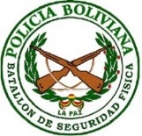 POLICIA BOLIVIANA
LA PAZ
BATALLON DE SEGURIDAD FISICA